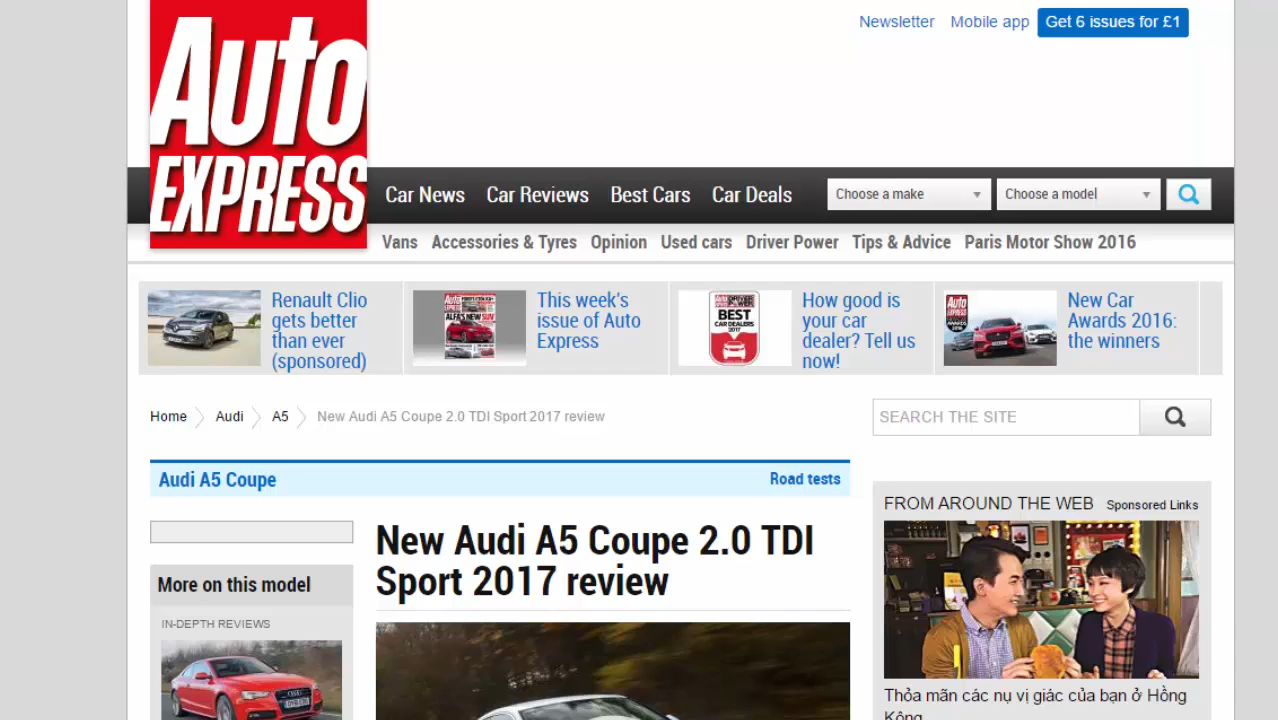 Newsletter Mobile app Get 6 issues for £1
Auto
EXPRESS
Car News Car Reviews Best Cars Car Deals Choose a make Choose a model
Vans Accessories & Tyres Opinion Used cars Driver Power Tips & Advice Paris Motor Show 2016
Renault Clio
gets better
than ever
(sponsored)
This week's
issue of Auto
Express
BEST
CAR DEALERS
2017
How good is
your car
dealer? Tell us
now!
New Car
Awards 2016:
the winners
Home Audi A5 New Audi A5 Coupe 2.0 TDI Sport 2017 review
SEARCH THE SITE
Audi A5 Coupe Road tests
FROM AROUND THE WEB Sponsored Links
New Audi A5 Coupe 2.0 TDI
Sport 2017 review
More on this model
IN-DEPTH REVIEWS
Thỏa mãn các nụ vị giác của bạn ở Hồng
Kông